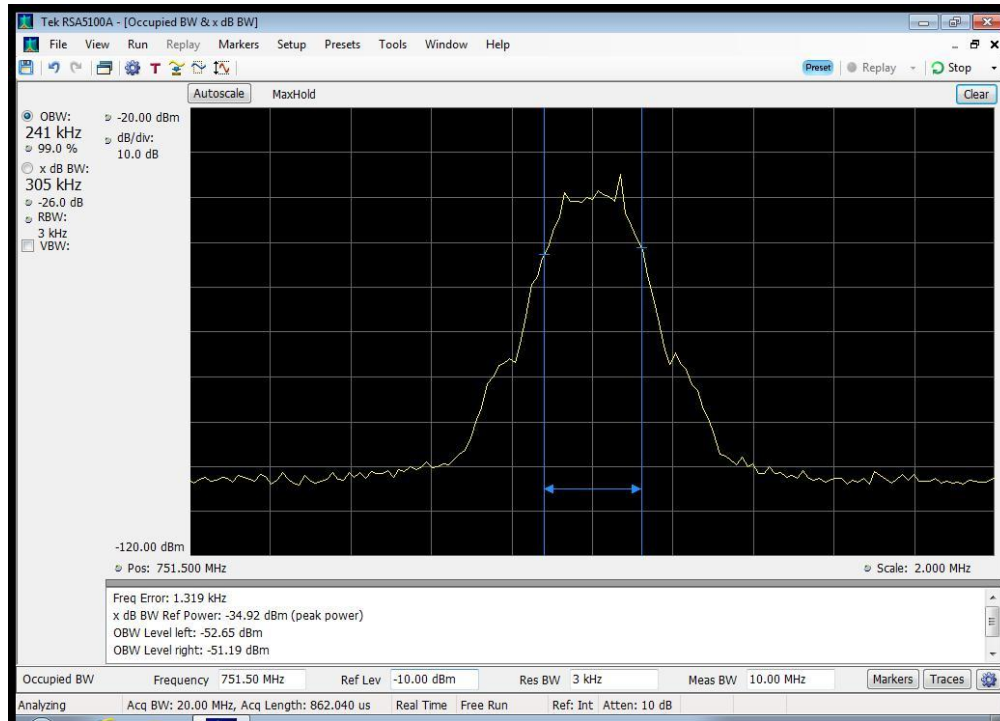 Tek RSA5100A - [Occupied BW & x dB BW]
File View Run Replay Markers Setup Presets Tools Window Help
T Preset Replay Stop
Autoscale MaxHold Clear
OBW:
241 kHz
99.0 %
x dB BW:
305 kHz
-26.0 dB
RBW:
3 kHz
VBW:
-20.00 dBm
dB/div:
10.0 dB
-120.00 dBm
Pos: 751.500 MHz Scale: 2.000 MHz
Freq Error: 1.319 kHz
x dB BW Ref Power: -34.92 dBm (peak power)
OBW Level left: -52.65 dBm
OBW Level right: -51.19 dBm
Occupied BW Frequency 751.50 MHz Ref Lev -10.00 dBm Res BW 3 kHz Meas BW 10.00 MHz Markers Traces
Analyzing Acq BW: 20.00 MHz, Acq Length: 862.040 us Real Time Free Run Ref: Int Atten: 10 dB